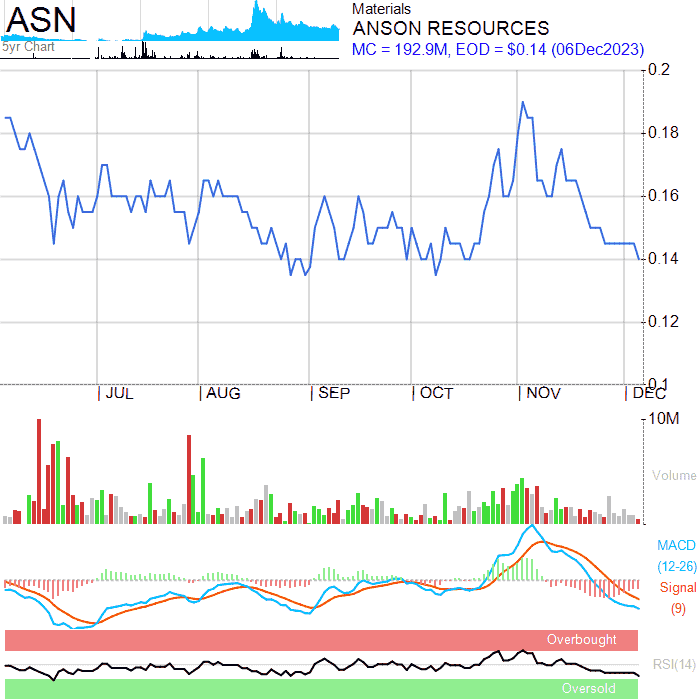 ASN
5yr Chart
Materials
ANSON RESOURCES
MC = 192.9M, EOD = $0.14 (06Dec2023)
0.2
0.18
0.16
0.14
0.12
0.1
JUL
AUG
SEP
OCT
NOV
DEC
10M
Volume
MACD
(12-26)
Signal
(9)
Overbought
RSI(14)
Oversold